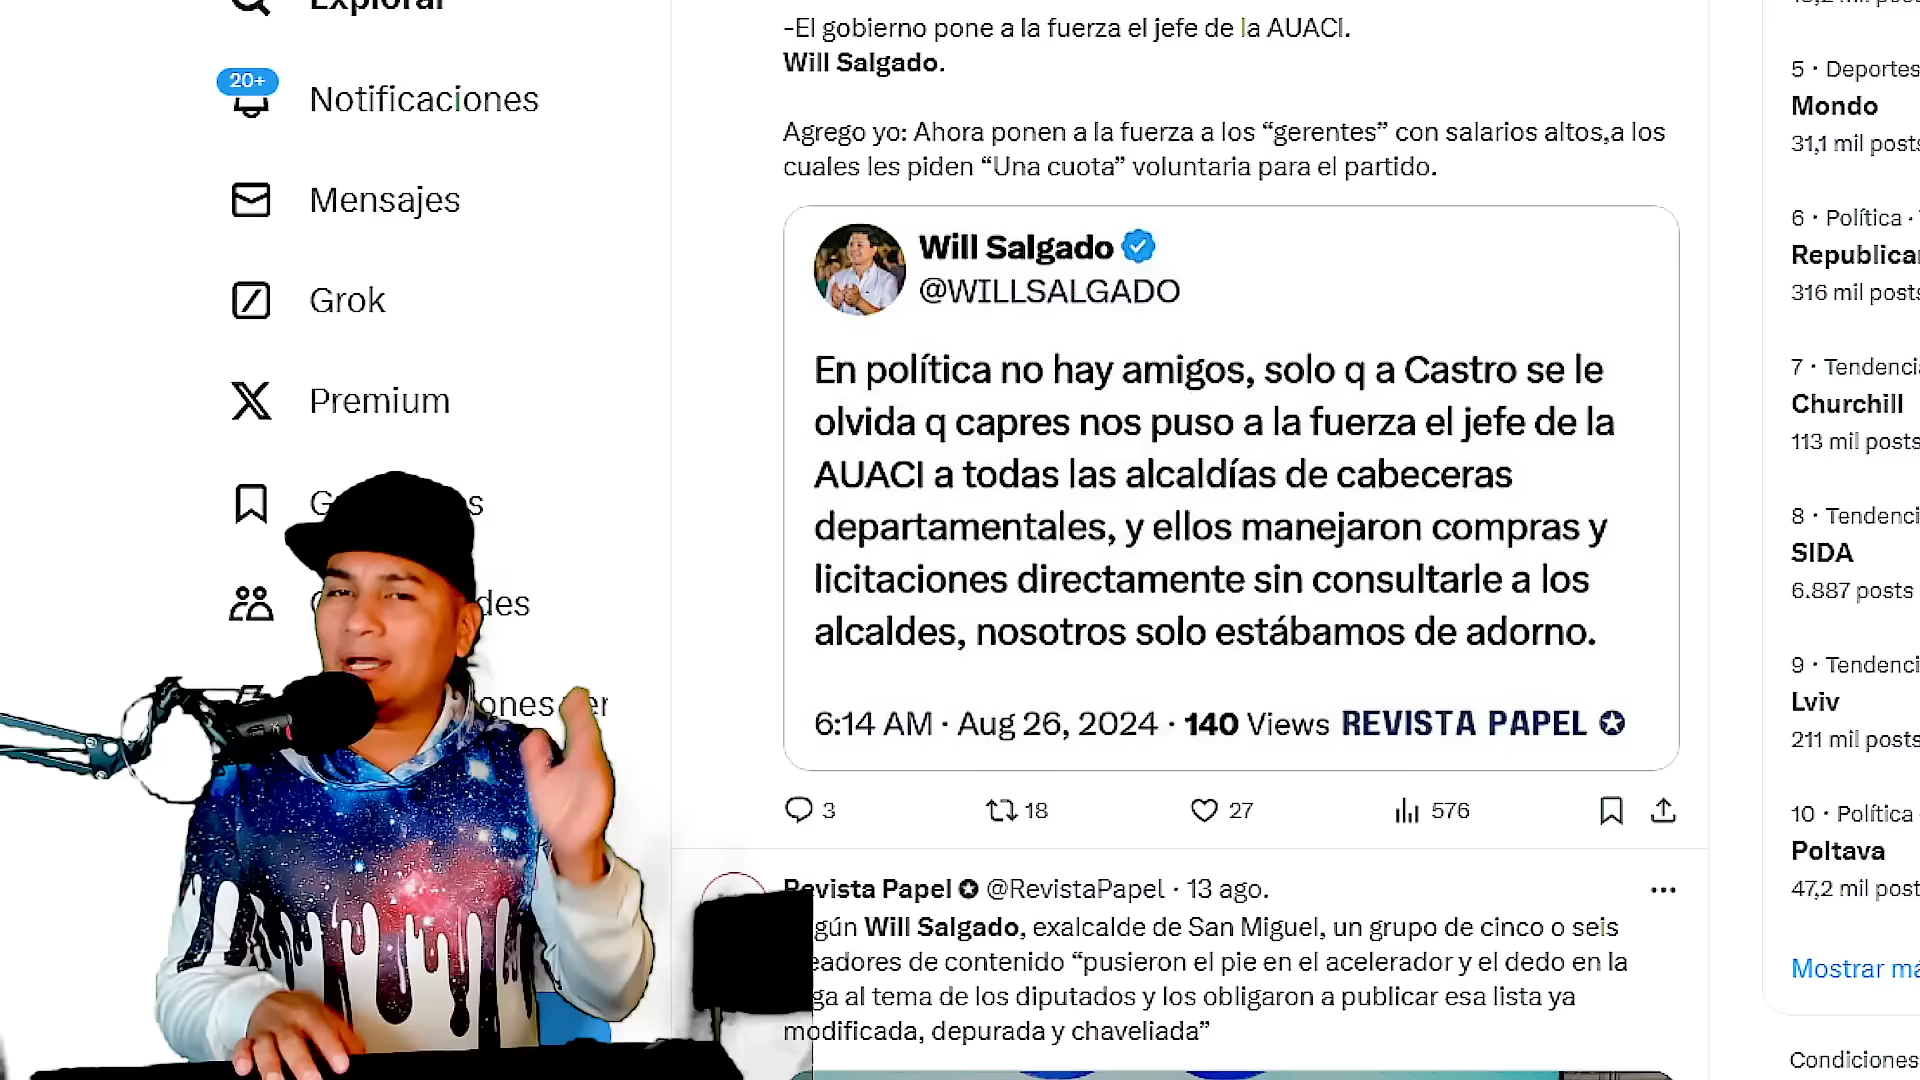 Explorar
20+
Notificaciones
Mensajes
Grok
Premium
-El gobierno pone a la fuerza el jefe de la AUACI.
Will Salgado.
Agrego yo: Ahora ponen a la fuerza a los “gerentes” con salarios altos,a los
cuales les piden “Una cuota” voluntaria para el partido.
Will Salgado
@WILLSALGADO
En política no hay amigos, solo q a Castro se le
olvida q capres nos puso a la fuerza el jefe de la
AUACI a todas las alcaldías de cabeceras
departamentales, y ellos manejaron compras y
licitaciones directamente sin consultarle a los
alcaldes, nosotros solo estábamos de adorno.
6:14 AM · Aug 26, 2024 · 140 Views REVISTA PAPEL
3 18 27 576
Revista Papel @RevistaPapel · 13 ago.
Will Salgado, exalcalde de San Miguel, un grupo de cinco o seis
de contenido “pusieron el pie en el acelerador y el dedo en la
al tema de los diputados y los obligaron a publicar esa lista ya
modificada, depurada y chaveliada”
5 · Deportes
Mondo
31,1 mil posts
6 · Política ·
Republica
316 mil posts
7 · Tendenci
Churchill
113 mil posts
8 · Tendenci
SIDA
6.887 posts
9 · Tendenci
Lviv
211 mil posts
10 · Política
Poltava
47,2 mil post
Mostrar má
Condiciones